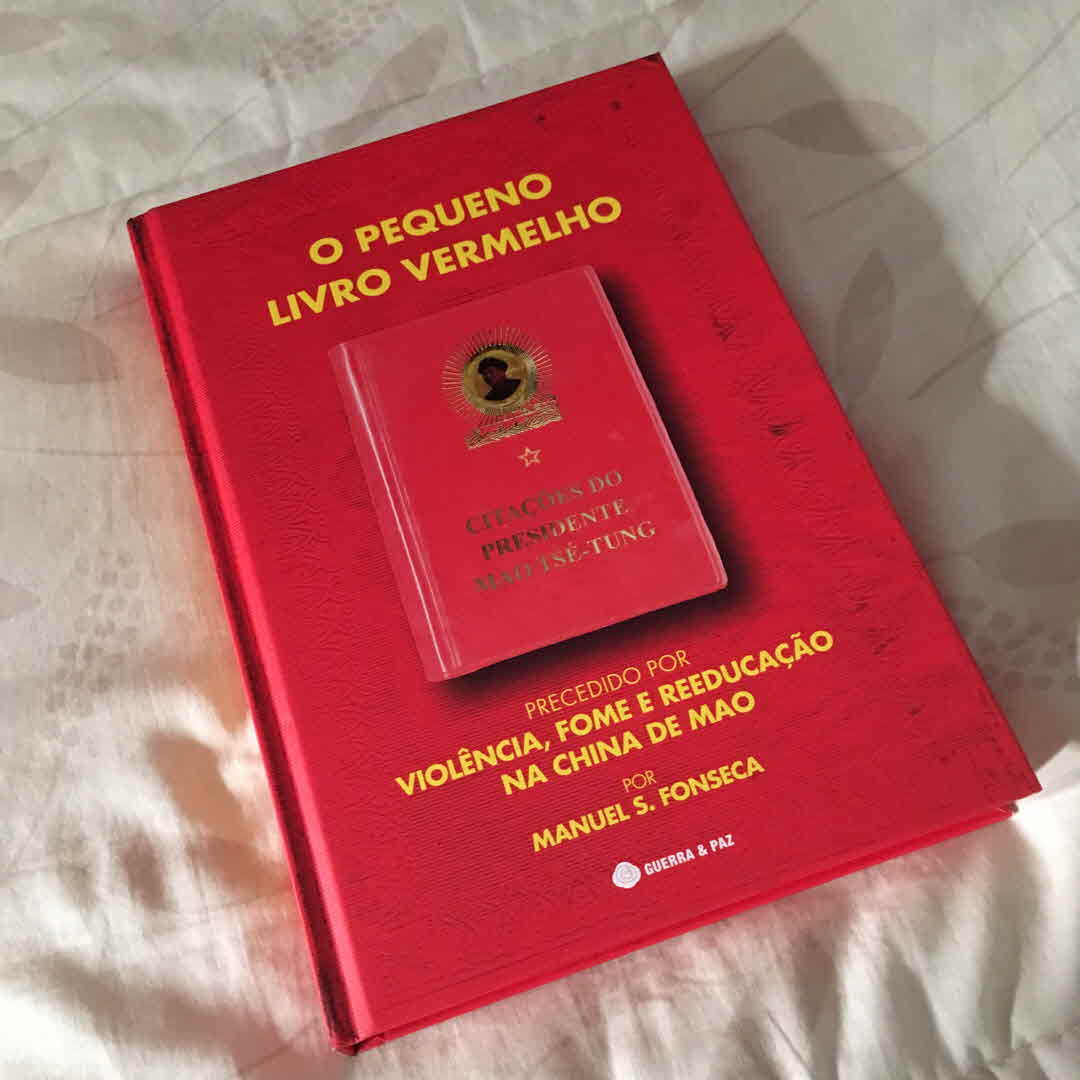 O PEQUENO
LIVRO VERMELHO
CITAÇÕES DO
PRESIDENTE
MAO TSÉ-TUNG
PRECEDIDO POR
VIOLÊNCIA, FOME E REEDUCAÇÃO
NA CHINA DE MAO
POR
MANUEL S. FONSECA
GUERRA & PAZ